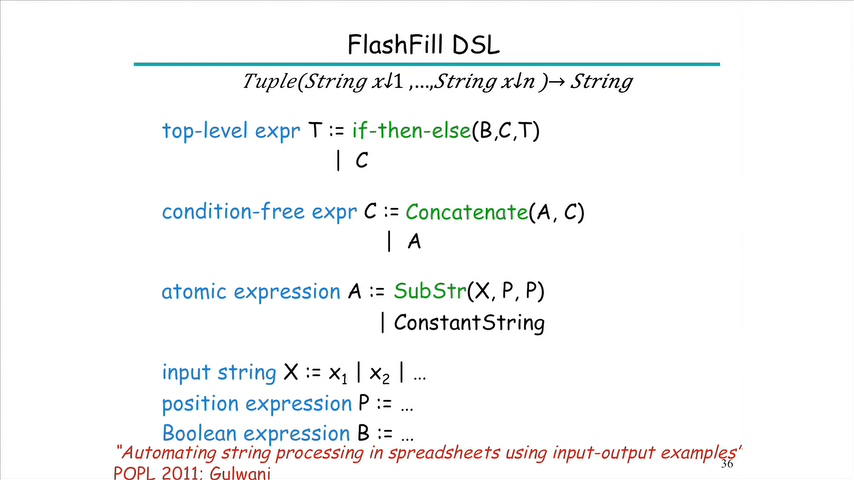 FlashFill DSL
Tuple(String x↓1 ,…,String x↓n )→ String
top-level expr T := if-then-else(B,C,T)
| C
condition-free expr C := Concatenate(A, C)
| A
atomic expression A := SubStr(X, P, P)
| ConstantString
input string X := x₁ | x₂ | …
position expression P := …
Boolean expression B := …
“Automating string processing in spreadsheets using input-output examples”
36
POPL 2011; Gulwani